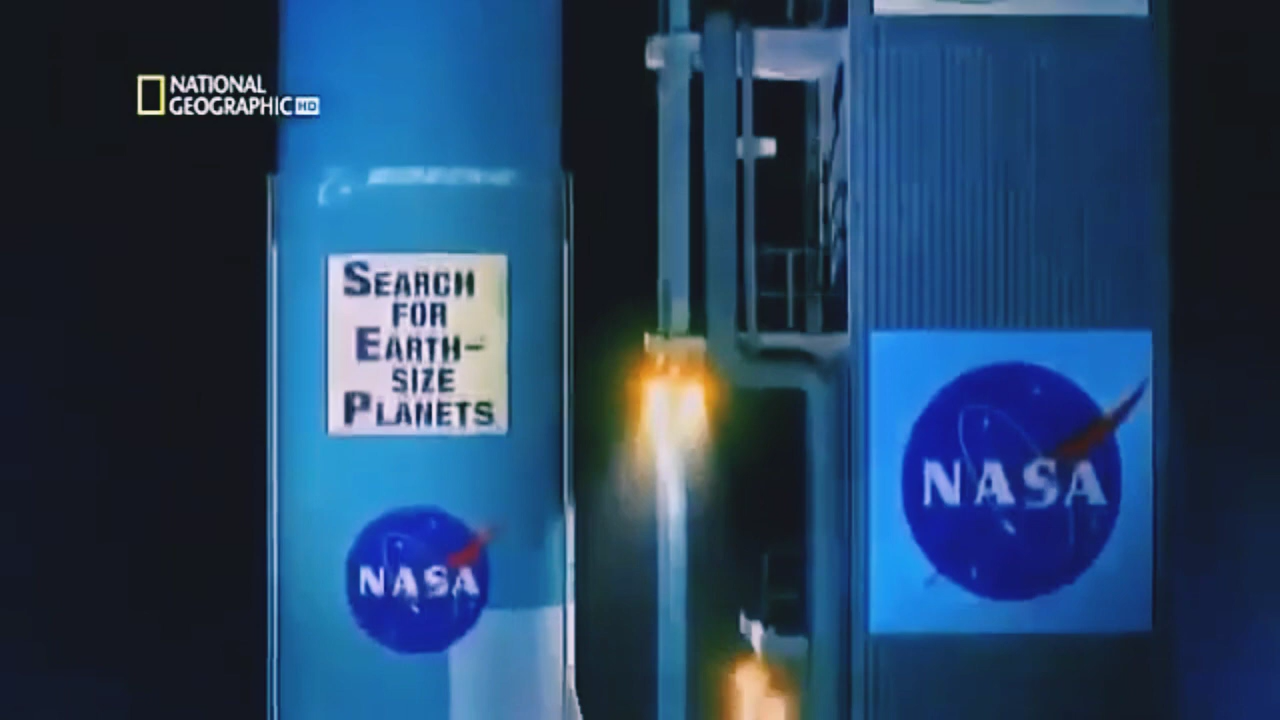 NATIONAL
GEOGRAPHIC HD
SEARCH
FOR
EARTH-
SIZE
PLANETS
NASA
NASA